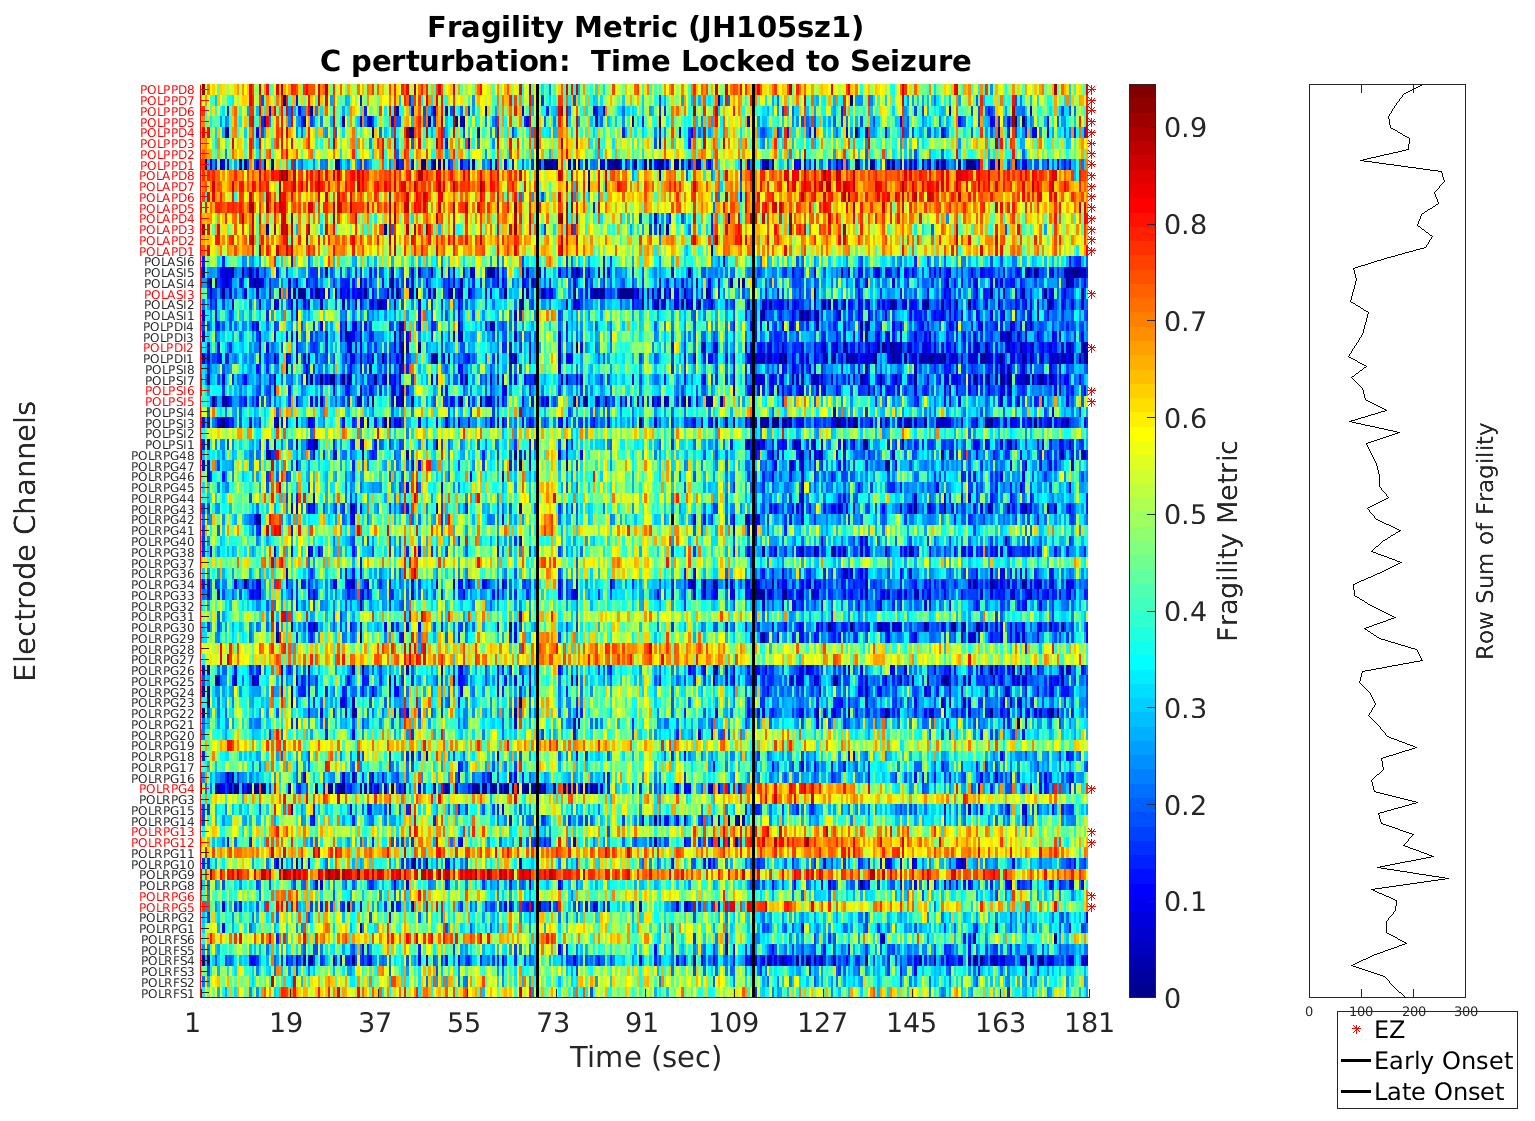 Fragility Metric (JH105sz1)
C perturbation:  Time Locked to Seizure
Electrode Channels
POLPPD8
POLPPD7
POLPPD6
POLPPD5
POLPPD4
POLPPD3
POLPPD2
POLPPD1
POLAPD8
POLAPD7
POLAPD6
POLAPD5
POLAPD4
POLAPD3
POLAPD2
POLAPD1
POLASI6
POLASI5
POLASI4
POLASI3
POLASI2
POLASI1
POLPDI4
POLPDI3
POLPDI2
POLPDI1
POLPSI8
POLPSI7
POLPSI6
POLPSI5
POLPSI4
POLPSI3
POLPSI2
POLPSI1
POLRPG48
POLRPG47
POLRPG46
POLRPG45
POLRPG44
POLRPG43
POLRPG42
POLRPG41
POLRPG40
POLRPG38
POLRPG37
POLRPG36
POLRPG34
POLRPG33
POLRPG32
POLRPG31
POLRPG30
POLRPG29
POLRPG28
POLRPG27
POLRPG26
POLRPG25
POLRPG24
POLRPG23
POLRPG22
POLRPG21
POLRPG20
POLRPG19
POLRPG18
POLRPG17
POLRPG16
POLRPG4
POLRPG3
POLRPG15
POLRPG14
POLRPG13
POLRPG12
POLRPG11
POLRPG10
POLRPG9
POLRPG8
POLRPG6
POLRPG5
POLRPG2
POLRPG1
POLRFS6
POLRFS5
POLRFS4
POLRFS3
POLRFS2
POLRFS1
1 19 37 55 73 91 109 127 145 163 181
Time (sec)
0.9
0.8
0.7
0.6
0.5
0.4
0.3
0.2
0.1
0
Fragility Metric
0 100 200 300
Row Sum of Fragility
EZ
Early Onset
Late Onset